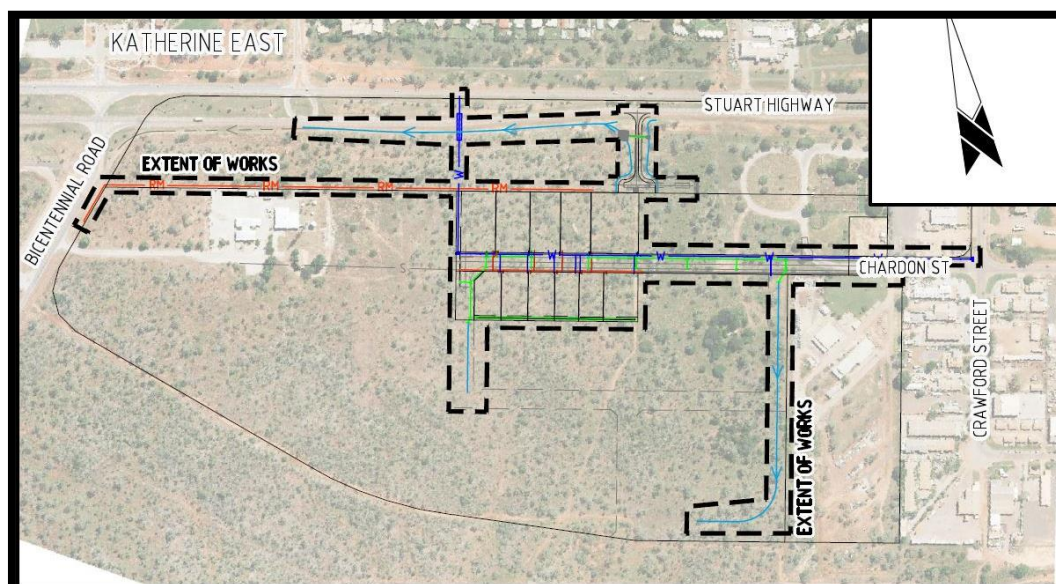 KATHERINE EAST
STUART HIGHWAY
EXTENT OF WORKS
BICENTENNIAL ROAD
RM RM RM RM
W
W W W
S
CHARDON ST
CRAWFORD STREET
EXTENT OF WORKS